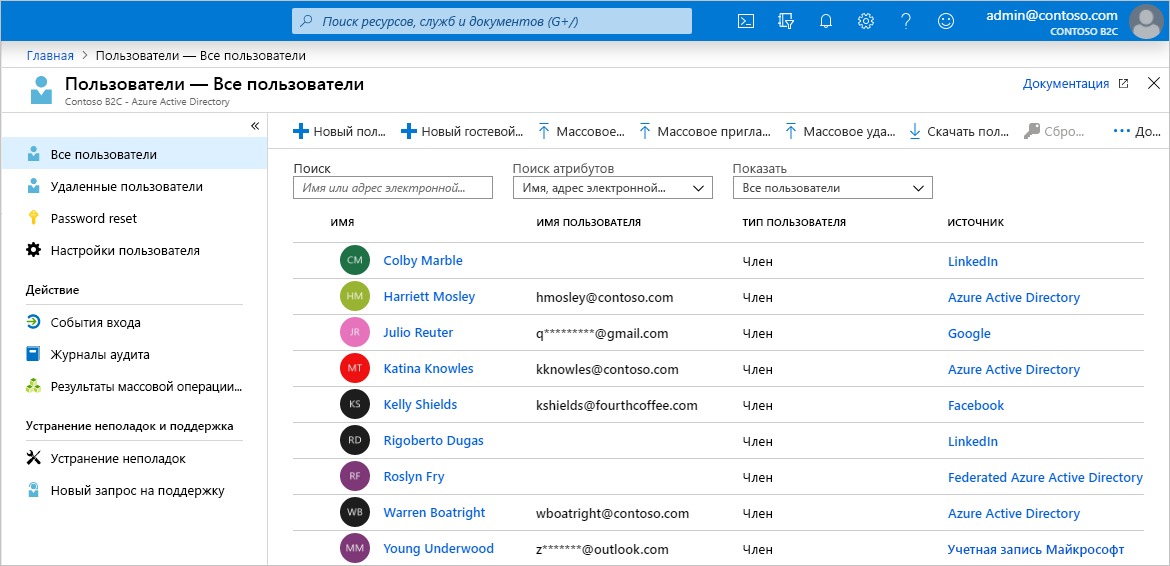 Поиск ресурсов, служб и документов (G+/)
admin@contoso.com
CONTOSO B2C
Главная > Пользователи — Все пользователи
Пользователи — Все пользователи
Contoso B2C - Azure Active Directory
Документация
Все пользователи
Удаленные пользователи
Password reset
Настройки пользователя
Действие
События входа
Журналы аудита
Результаты массовой операции...
Устранение неполадок и поддержка
Устранение неполадок
Новый запрос на поддержку
Новый пол... Новый гостевой... Массовое... Массовое пригла... Массовое уда... Скачать пол... Сбро... До...
Поиск Поиск атрибутов Показать
Имя или адрес электронной... Имя, адрес электронной... Все пользователи
ИМЯ ИМЯ ПОЛЬЗОВАТЕЛЯ ТИП ПОЛЬЗОВАТЕЛЯ ИСТОЧНИК
CM Colby Marble Член LinkedIn
HM Harriett Mosley hmosley@contoso.com Член Azure Active Directory
JR Julio Reuter q*********@gmail.com Член Google
MT Katina Knowles kknowles@contoso.com Член Azure Active Directory
KS Kelly Shields kshields@fourthcoffee.com Член Facebook
RD Rigoberto Dugas Член LinkedIn
RF Roslyn Fry Член Federated Azure Active Directory
WB Warren Boatright wboatright@contoso.com Член Azure Active Directory
MM Young Underwood z*******@outlook.com Член Учетная запись Майкрософт